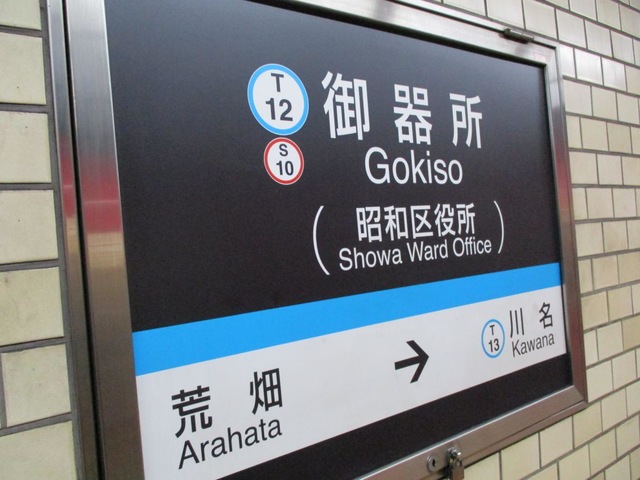 T
12
御器所
S
10
Gokiso
(昭和区役所
Showa Ward Office)
荒畑
Arahata
→
T
13
川名
Kawana